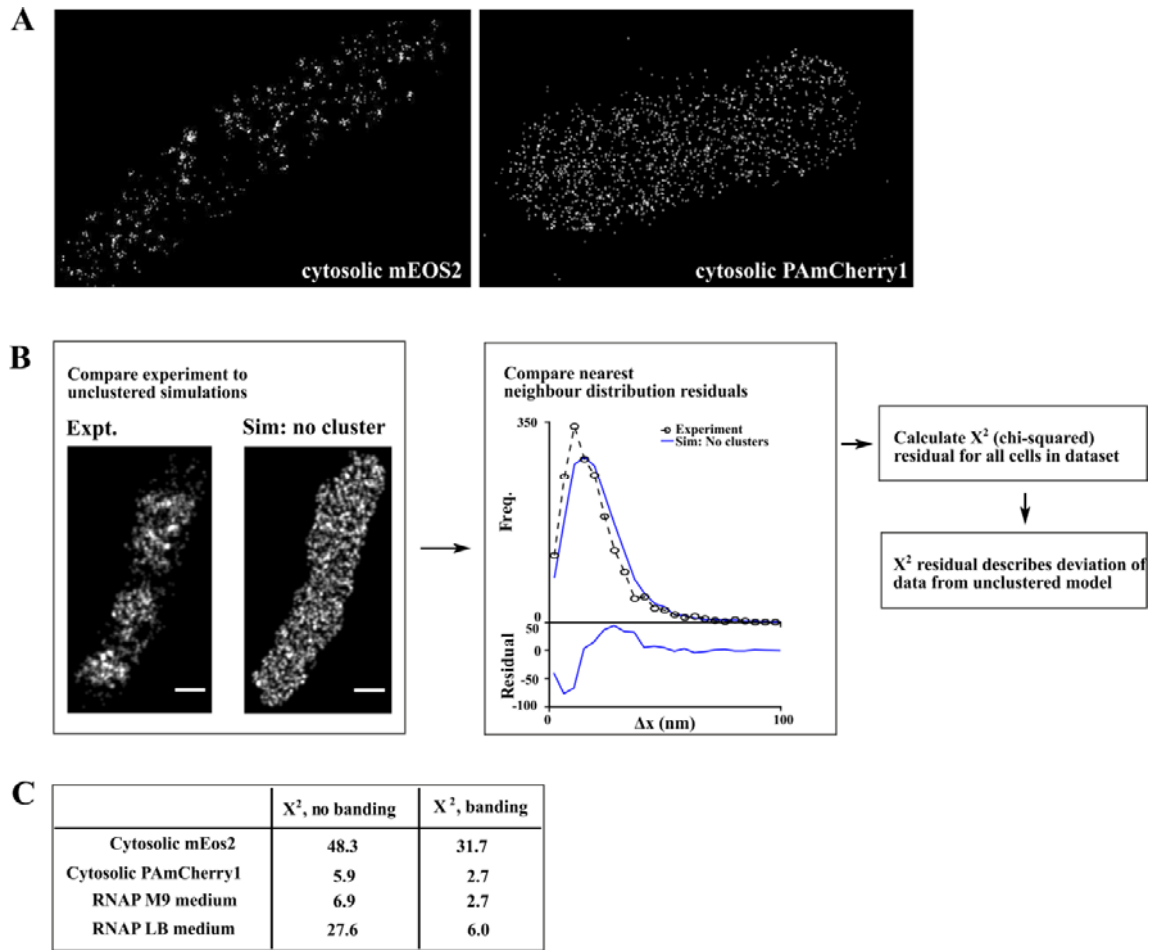 A
cytosolic mEOS2
cytosolic PAmCherry1
B
Compare experiment to
unclustered simulations
Expt.
Sim: no cluster
Compare nearest
neighbour distribution residuals
350
Experiment
Sim: No clusters
Freq.
0
50
0
-50
-100
Residual
0
100
Δx (nm)
Calculate X² (chi-squared)
residual for all cells in dataset
X² residual describes deviation of
data from unclustered model
C
X², no banding X², banding
Cytosolic mEos2 48.3 31.7
Cytosolic PAmCherry1 5.9 2.7
RNAP M9 medium 6.9 2.7
RNAP LB medium 27.6 6.0